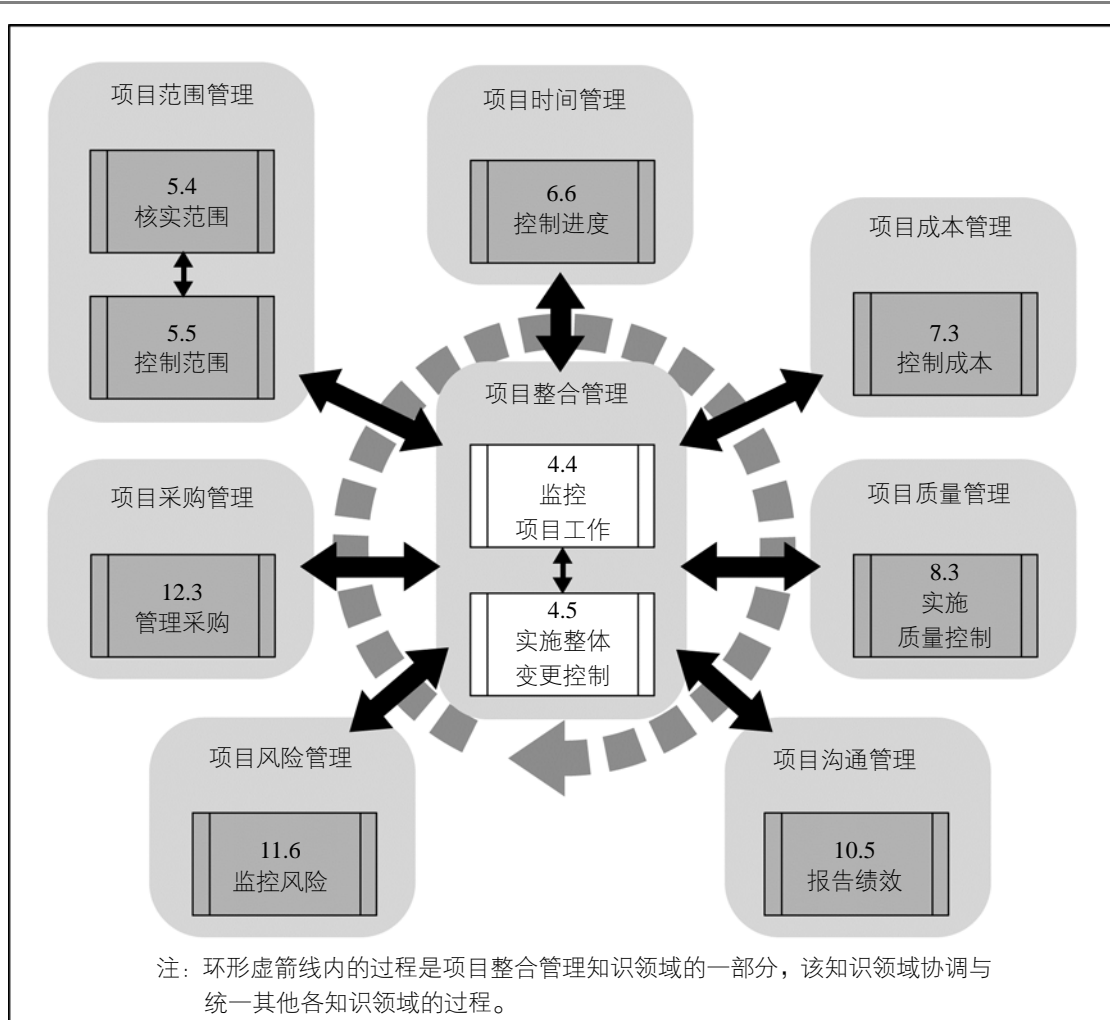 项目范围管理
5.4
核实范围
5.5
控制范围
项目时间管理
6.6
控制进度
项目成本管理
7.3
控制成本
项目整合管理
4.4
监控
项目工作
4.5
实施整体
变更控制
项目采购管理
12.3
管理采购
项目质量管理
8.3
实施
质量控制
项目风险管理
11.6
监控风险
项目沟通管理
10.5
报告绩效
注：环形虚箭线内的过程是项目整合管理知识领域的一部分，该知识领域协调与
统一其他各知识领域的过程。